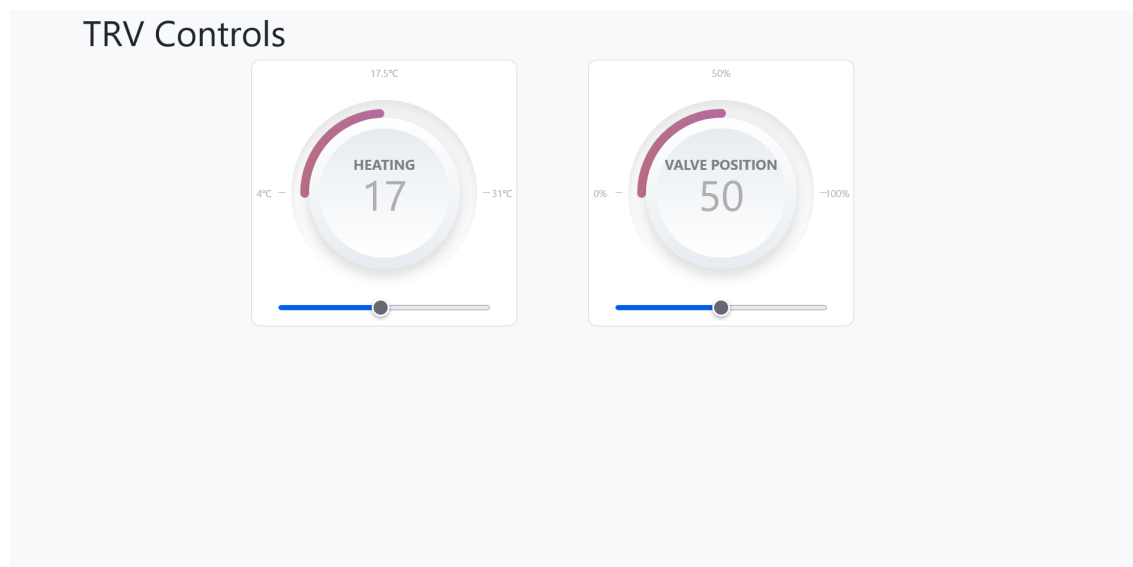 TRV Controls
17.5℃
HEATING
17
4℃
31℃
50%
VALVE POSITION
50
0%
100%